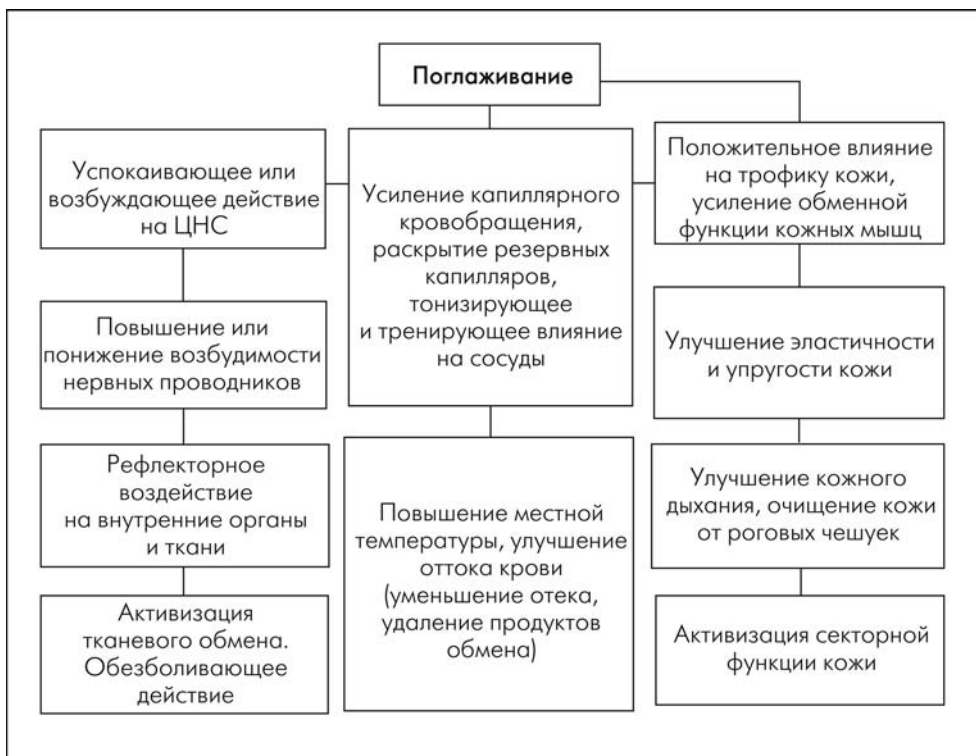 Поглаживание
Успокаивающее или
возбуждающее действие
на ЦНС
Повышение или
понижение возбудимости
нервных проводников
Рефлекторное
воздействие
на внутренние органы
и ткани
Активизация
тканевого обмена.
Обезболивающее
действие
Усиление капиллярного
кровобращения,
раскрытие резервных
капилляров,
тонизирующее
и тренирующее влияние
на сосуды
Повышение местной
температуры, улучшение
оттока крови
(уменьшение отека,
удаление продуктов
обмена)
Положительное влияние
на трофику кожи,
усиление обменной
функции кожных мышц
Улучшение эластичности
и упругости кожи
Улучшение кожного
дыхания, очищение кожи
от роговых чешуек
Активизация секторной
функции кожи